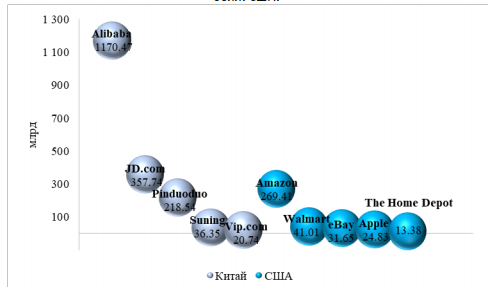 1 300
1 100
900
700
500
300
100
млрд
Alibaba
1170.47
JD.com
357.74
Pinduoduo
218.54
Suning
36.35
Vip.com
20.74
Amazon
269.41
Walmart
41.01
eBay
31.65
Apple
24.83
The Home Depot
13.38
Китай
США